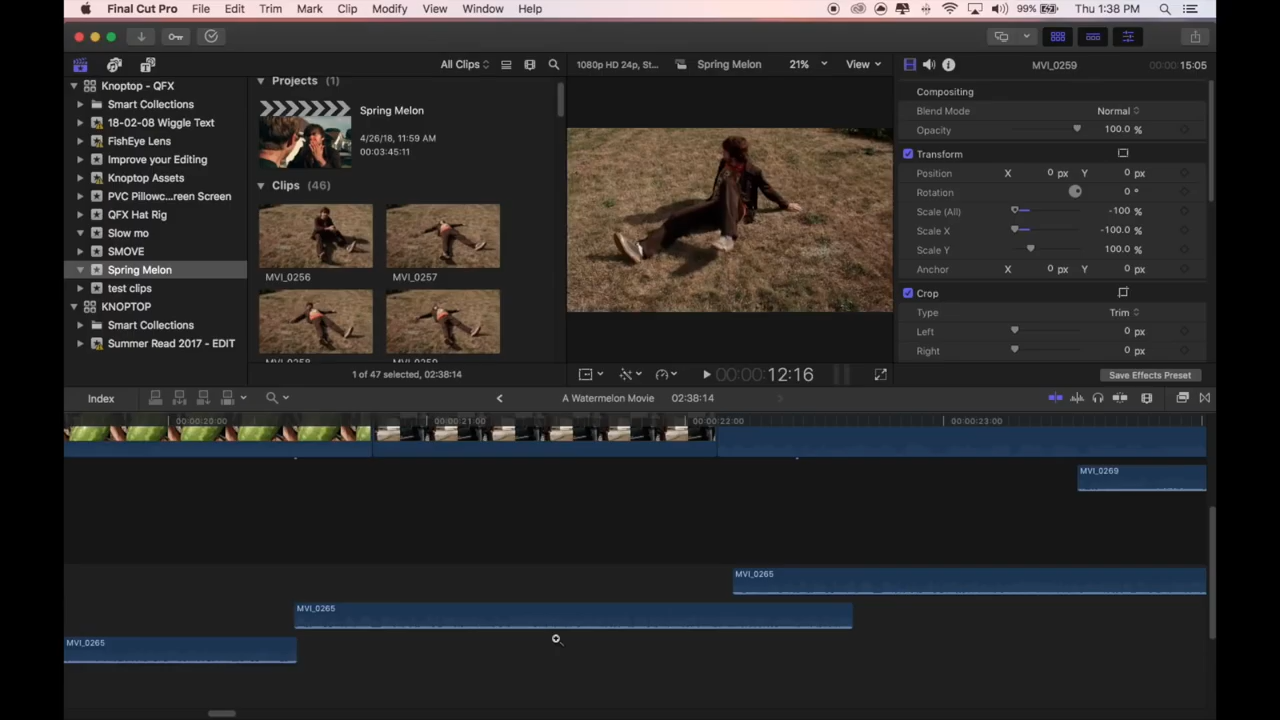 Final Cut Pro File Edit Trim Mark Clip Modify View Window Help 99% Thu 1:38 PM
All Clips 1080p HD 24p, St... Spring Melon 21% View MVI_0259 00:00:15:05
Knoptop - QFX
Smart Collections
18-02-08 Wiggle Text
FishEye Lens
Improve your Editing
Knoptop Assets
PVC Pillowc...reen Screen
QFX Hat Rig
Slow mo
SMOVE
Spring Melon
test clips
KNOPTOP
Smart Collections
Summer Read 2017 - EDIT
Projects (1)
Spring Melon
4/26/18, 11:59 AM
00:03:45:11
Clips (46)
MVI_0256 MVI_0257
MVI_0258 MVI_0259
1 of 47 selected, 02:38:14
00:00:12:16
Compositing
Blend Mode Normal
Opacity 100.0 %
Transform
Position X 0 px Y 0 px
Rotation 0 °
Scale (All) -100 %
Scale X -100.0 %
Scale Y 100.0 %
Anchor X 0 px Y 0 px
Crop
Type Trim
Left 0 px
Right 0 px
Save Effects Preset
Index A Watermelon Movie 02:38:14
00:00:20:00 00:00:21:00 00:00:22:00 00:00:23:00
MVI_0269
MVI_0265
MVI_0265
MVI_0265